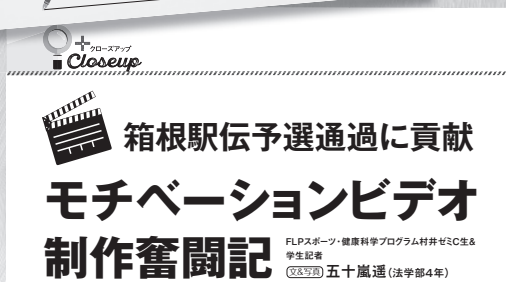 クローズアップ
Closeup
箱根駅伝予選通過に貢献
モチベーションビデオ
制作奮闘記
FLPスポーツ・健康科学プログラム村井ゼミC生&
学生記者
文&写真 五十嵐遥(法学部4年)